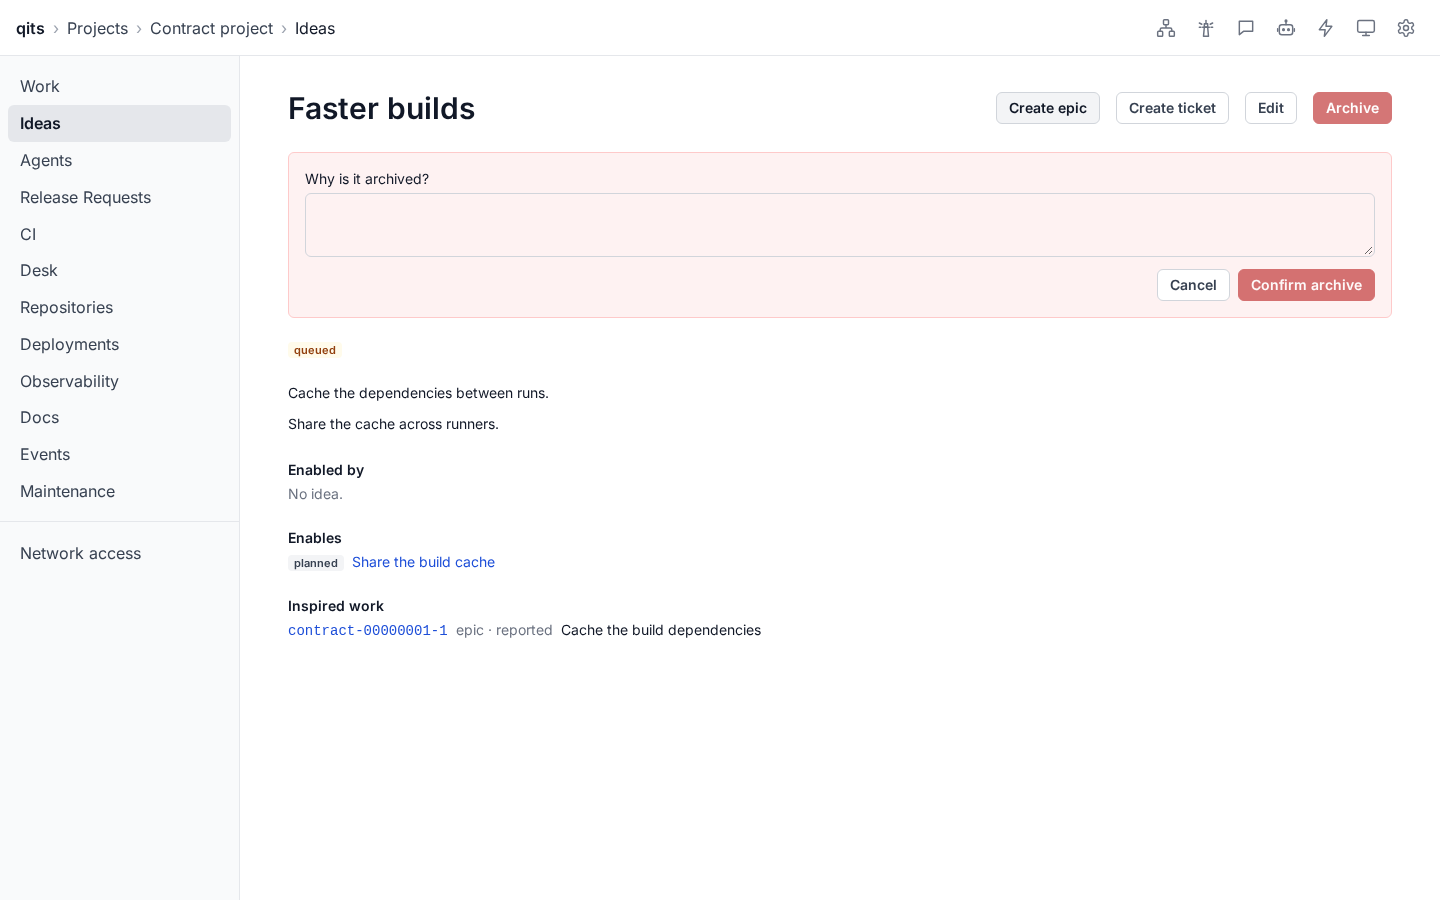 qits › Projects › Contract project › Ideas
Work
Ideas
Agents
Release Requests
CI
Desk
Repositories
Deployments
Observability
Docs
Events
Maintenance
Network access
Faster builds
Create epic
Create ticket
Edit
Archive
Why is it archived?
Cancel
Confirm archive
queued
Cache the dependencies between runs.
Share the cache across runners.
Enabled by
No idea.
Enables
planned Share the build cache
Inspired work
contract-00000001-1 epic · reported Cache the build dependencies